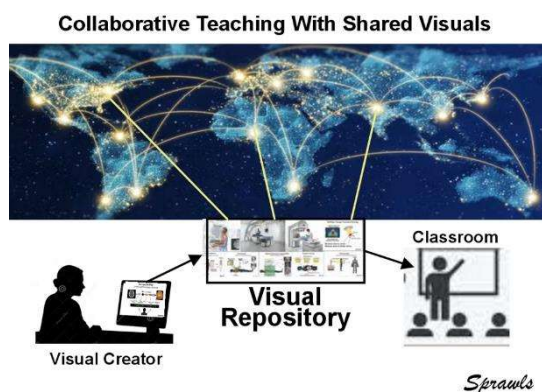 Collaborative Teaching With Shared Visuals
Classroom
Visual
Repository
Visual Creator
Sprawls